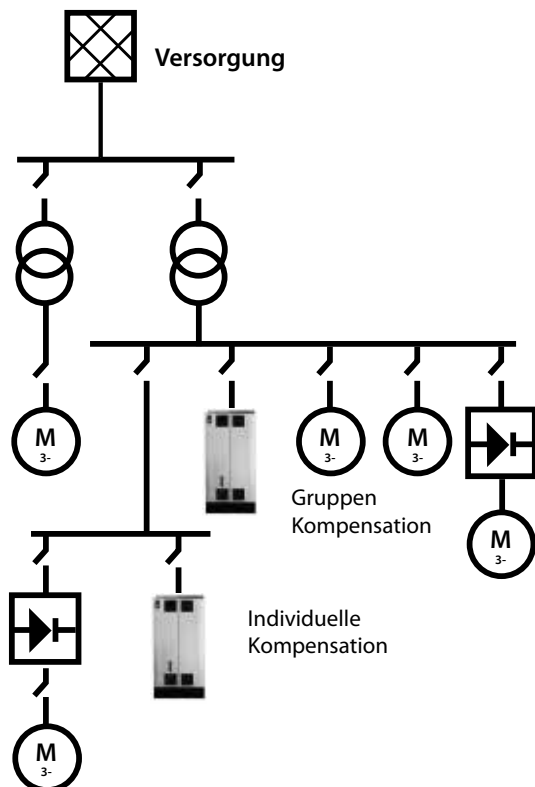 Versorgung
M
3-
M
3-
M
3-
Gruppen
Kompensation
M
3-
Individuelle
Kompensation
M
3-